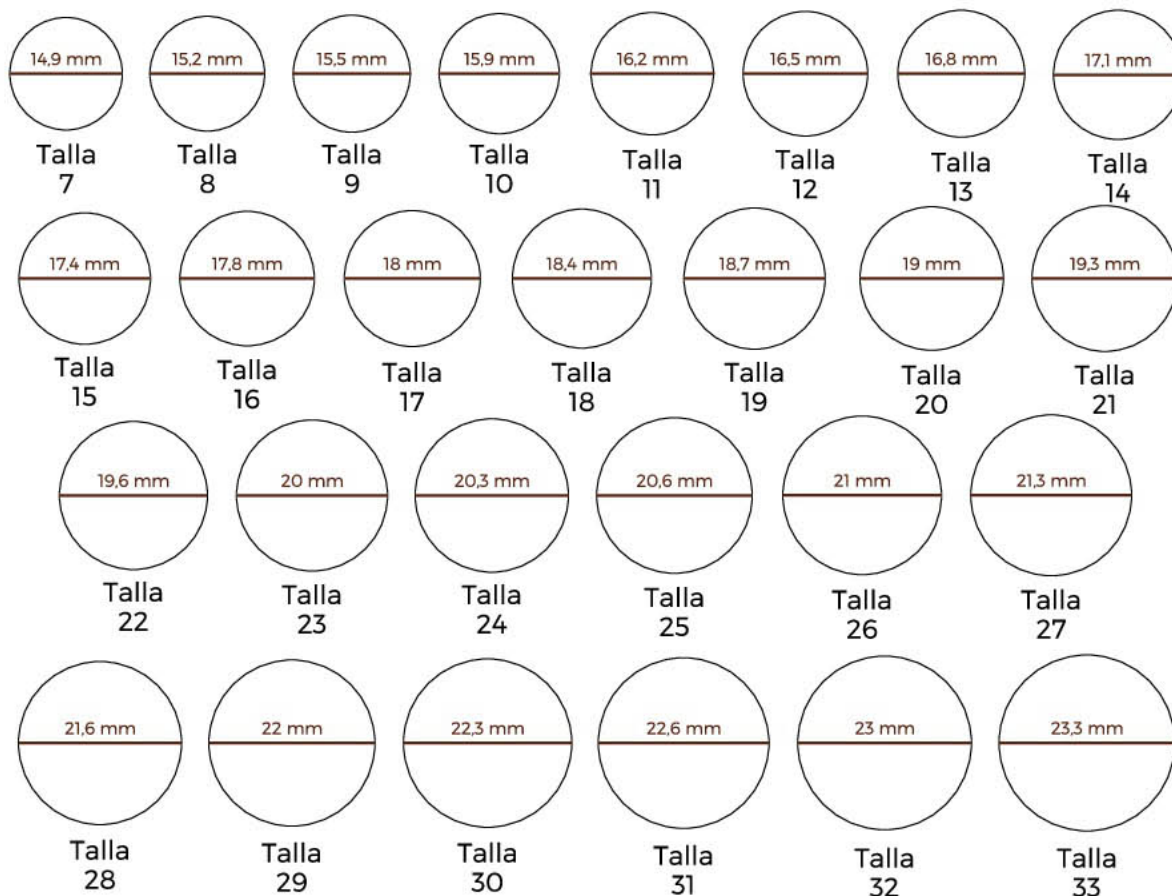 14,9 mm 15,2 mm 15,5 mm 15,9 mm 16,2 mm 16,5 mm 16,8 mm 17,1 mm
Talla Talla Talla Talla Talla Talla Talla Talla
7 8 9 10 11 12 13 14
17,4 mm 17,8 mm 18 mm 18,4 mm 18,7 mm 19 mm 19,3 mm
Talla Talla Talla Talla Talla Talla Talla
15 16 17 18 19 20 21
19,6 mm 20 mm 20,3 mm 20,6 mm 21 mm 21,3 mm
Talla Talla Talla Talla Talla Talla
22 23 24 25 26 27
21,6 mm 22 mm 22,3 mm 22,6 mm 23 mm 23,3 mm
Talla Talla Talla Talla Talla Talla
28 29 30 31 32 33